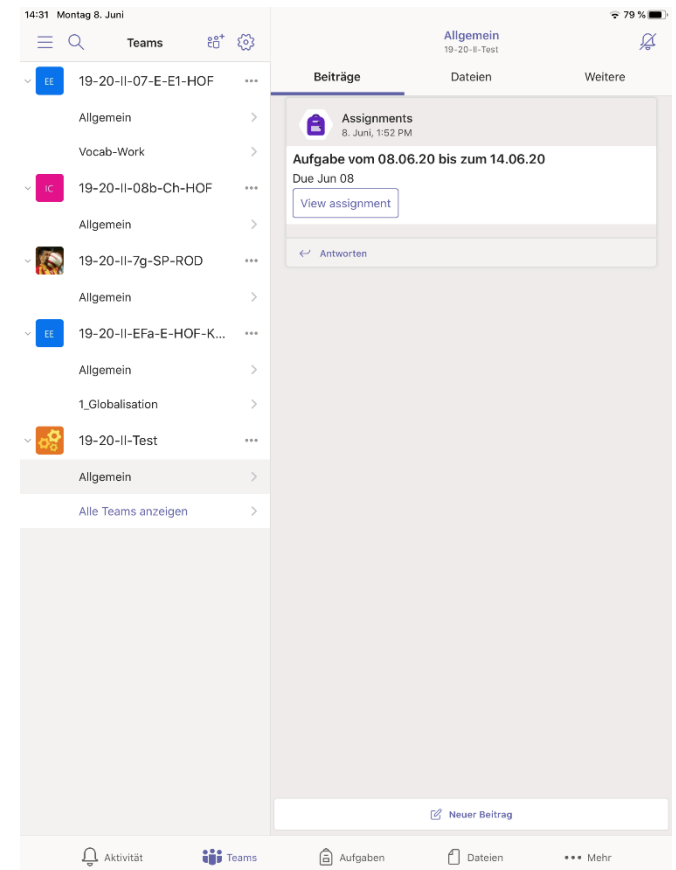 14:31 Montag 8. Juni
79 %
Teams
EE 19-20-II-07-E-E1-HOF
Allgemein
Vocab-Work
IC 19-20-II-08b-Ch-HOF
Allgemein
19-20-II-7g-SP-ROD
Allgemein
EE 19-20-II-EFa-E-HOF-K...
Allgemein
1_Globalisation
19-20-II-Test
Allgemein
Alle Teams anzeigen
Allgemein
19-20-II-Test
Beiträge Dateien Weitere
Assignments
8. Juni, 1:52 PM
Aufgabe vom 08.06.20 bis zum 14.06.20
Due Jun 08
View assignment
Antworten
Neuer Beitrag
Aktivität Teams Aufgaben Dateien Mehr